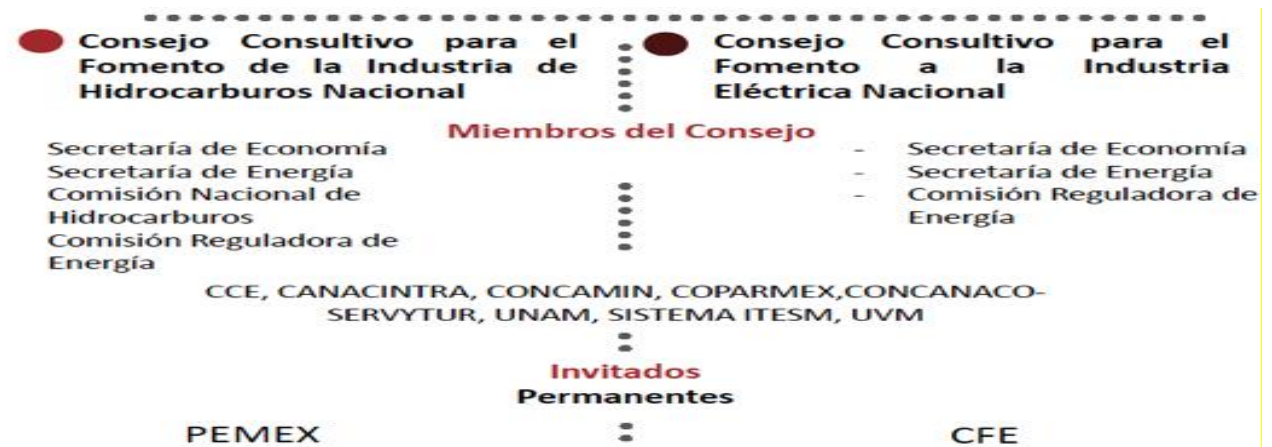 Consejo Consultivo para el
Fomento de la Industria de
Hidrocarburos Nacional
Consejo Consultivo para el
Fomento a la Industria
Eléctrica Nacional
Miembros del Consejo
Secretaría de Economía
Secretaría de Energía
Comisión Nacional de
Hidrocarburos
Comisión Reguladora de
Energía
- Secretaría de Economía
- Secretaría de Energía
- Comisión Reguladora de
Energía
CCE, CANACINTRA, CONCAMIN, COPARMEX,CONCANACO-
SERVYTUR, UNAM, SISTEMA ITESM, UVM
Invitados
Permanentes
PEMEX
CFE